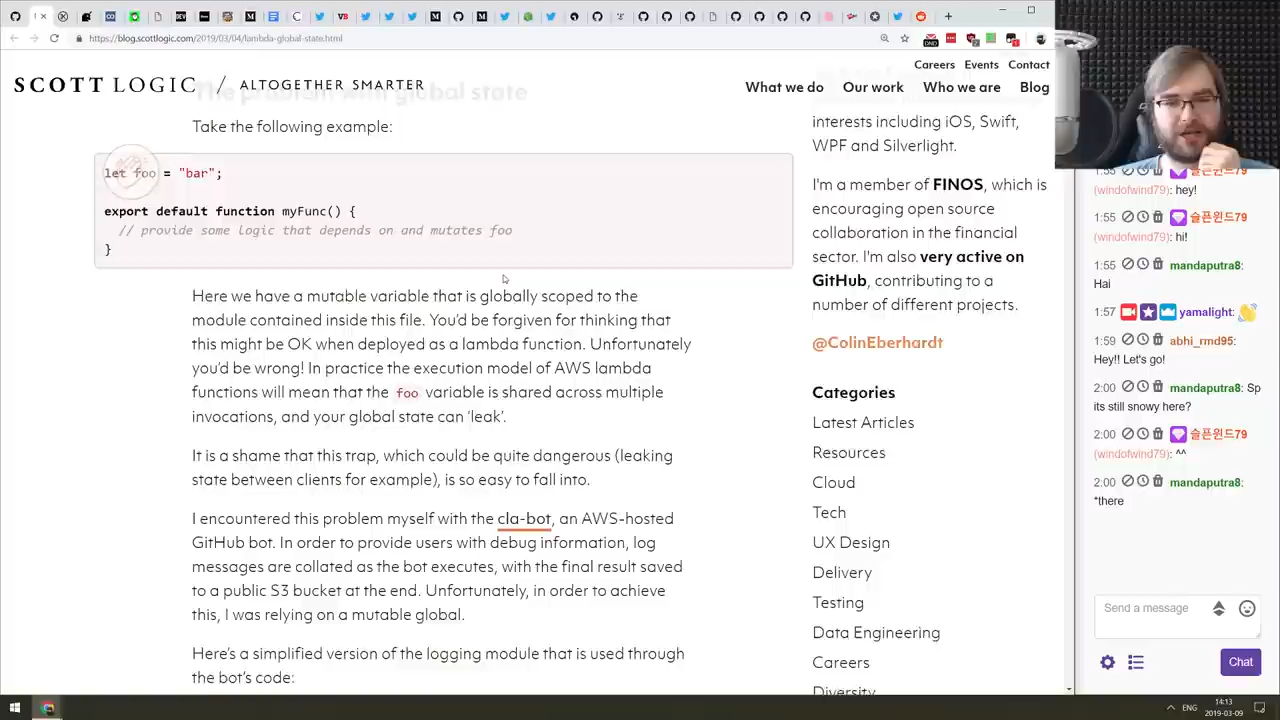 https://blog.scottlogic.com/2019/03/04/lambda-global-state.html
SCOTT LOGIC / ALTOGETHER SMARTER
Careers Events Contact
What we do Our work Who we are Blog
The problem with global state
Take the following example:
let foo = "bar";
export default function myFunc() {
// provide some logic that depends on and mutates foo
}
Here we have a mutable variable that is globally scoped to the
module contained inside this file. You'd be forgiven for thinking that
this might be OK when deployed as a lambda function. Unfortunately
you'd be wrong! In practice the execution model of AWS lambda
functions will mean that the foo variable is shared across multiple
invocations, and your global state can 'leak'.
It is a shame that this trap, which could be quite dangerous (leaking
state between clients for example), is so easy to fall into.
I encountered this problem myself with the cla-bot, an AWS-hosted
GitHub bot. In order to provide users with debug information, log
messages are collated as the bot executes, with the final result saved
to a public S3 bucket at the end. Unfortunately, in order to achieve
this, I was relying on a mutable global.
Here's a simplified version of the logging module that is used through
the bot's code:
interests including iOS, Swift,
WPF and Silverlight.
I'm a member of FINOS, which is
encouraging open source
collaboration in the financial
sector. I'm also very active on
GitHub, contributing to a
number of different projects.
@ColinEberhardt
Categories
Latest Articles
Resources
Cloud
Tech
UX Design
Delivery
Testing
Data Engineering
Careers
Diversity
1:55 슬픈윈드79
(windofwind79): hey!
1:55 슬픈윈드79
(windofwind79): hi!
1:55 mandaputra8:
Hai
1:57 yamalight:
1:59 abhi_rmd95:
Hey!! Let's go!
2:00 mandaputra8: Sp
its still snowy here?
2:00 슬픈윈드79
(windofwind79): ^^
2:00 mandaputra8:
*there
Send a message
Chat
ENG
14:13
2019-03-09